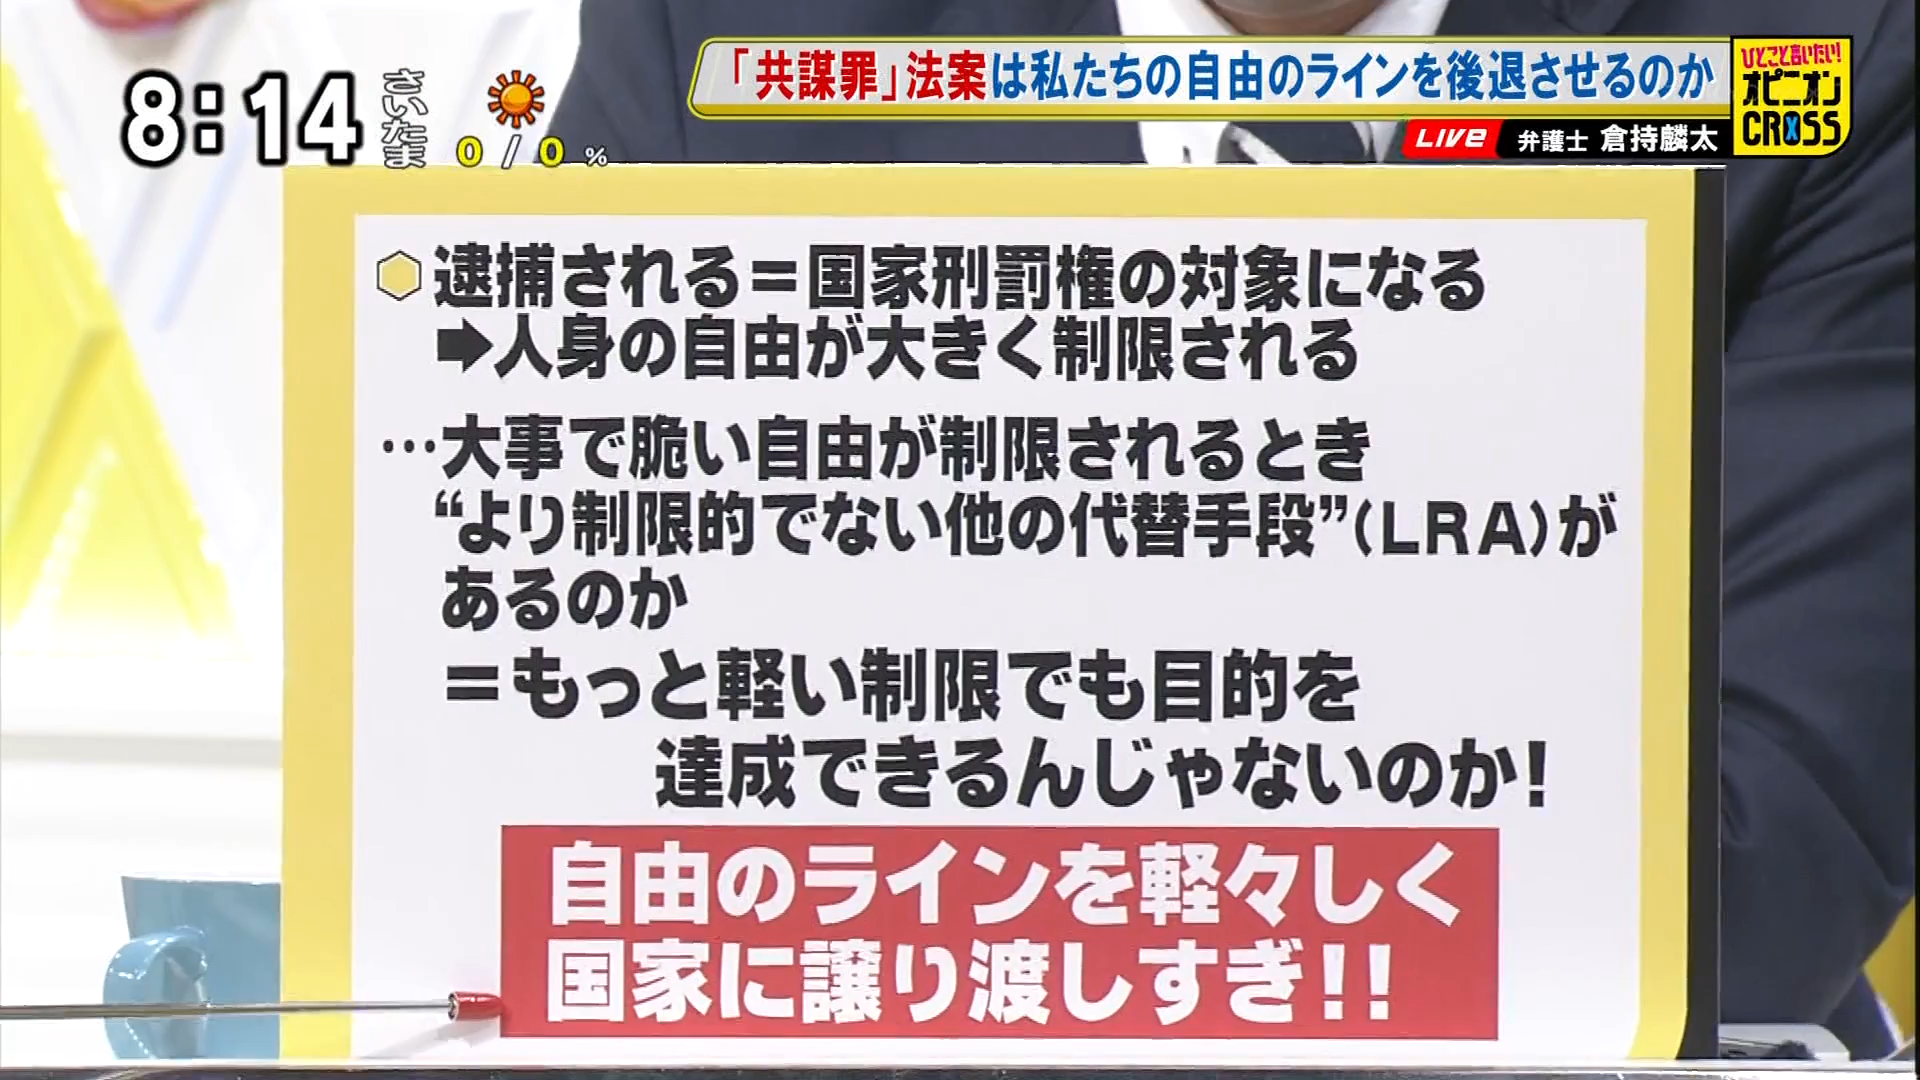 8:14
さいたま
0/0%
「共謀罪」法案は私たちの自由のラインを後退させるのか
ひとこと言いたい!
オピニオン
CROSS
LIVE 弁護士 倉持麟太
逮捕される＝国家刑罰権の対象になる
➡人身の自由が大きく制限される
…大事で脆い自由が制限されるとき
“より制限的でない他の代替手段”(LRA)が
あるのか
＝もっと軽い制限でも目的を
達成できるんじゃないのか!
自由のラインを軽々しく
国家に譲り渡しすぎ!!